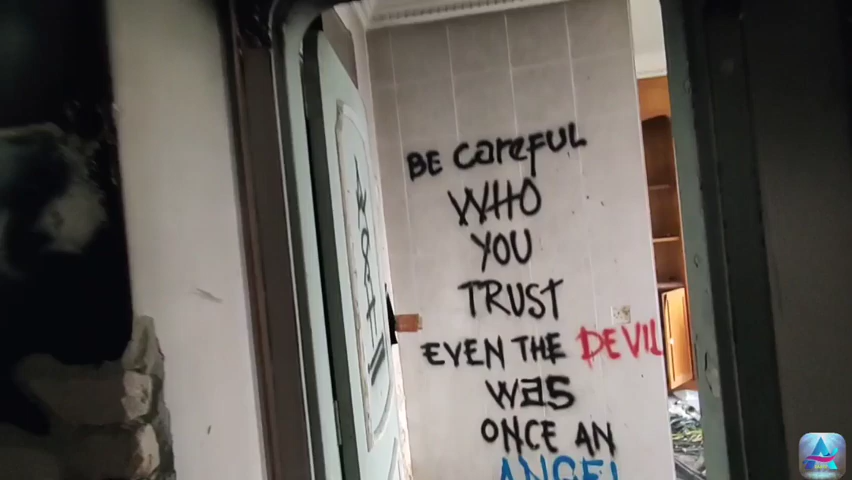 BE CareFUL
WHO
YOU
TRUST
EVEN THE DEVIL
WAS
ONCE AN
ANGEL